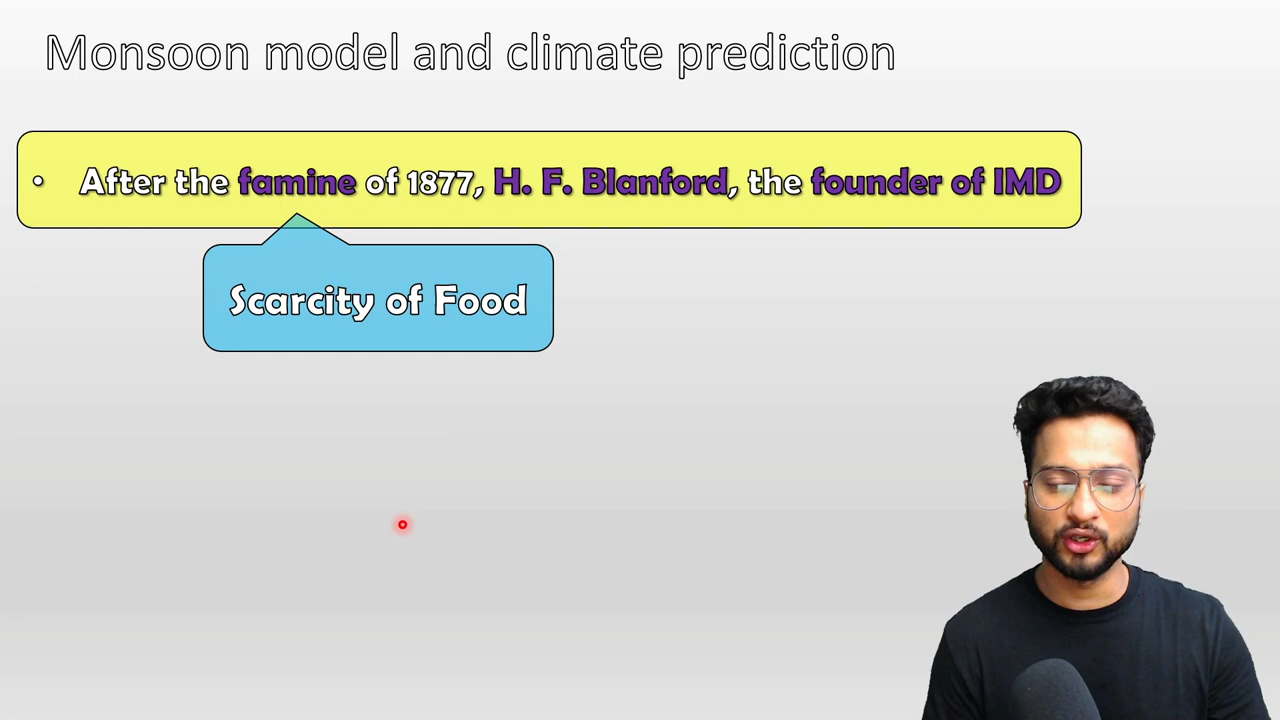 Monsoon model and climate prediction
• After the famine of 1877, H. F. Blanford, the founder of IMD
Scarcity of Food